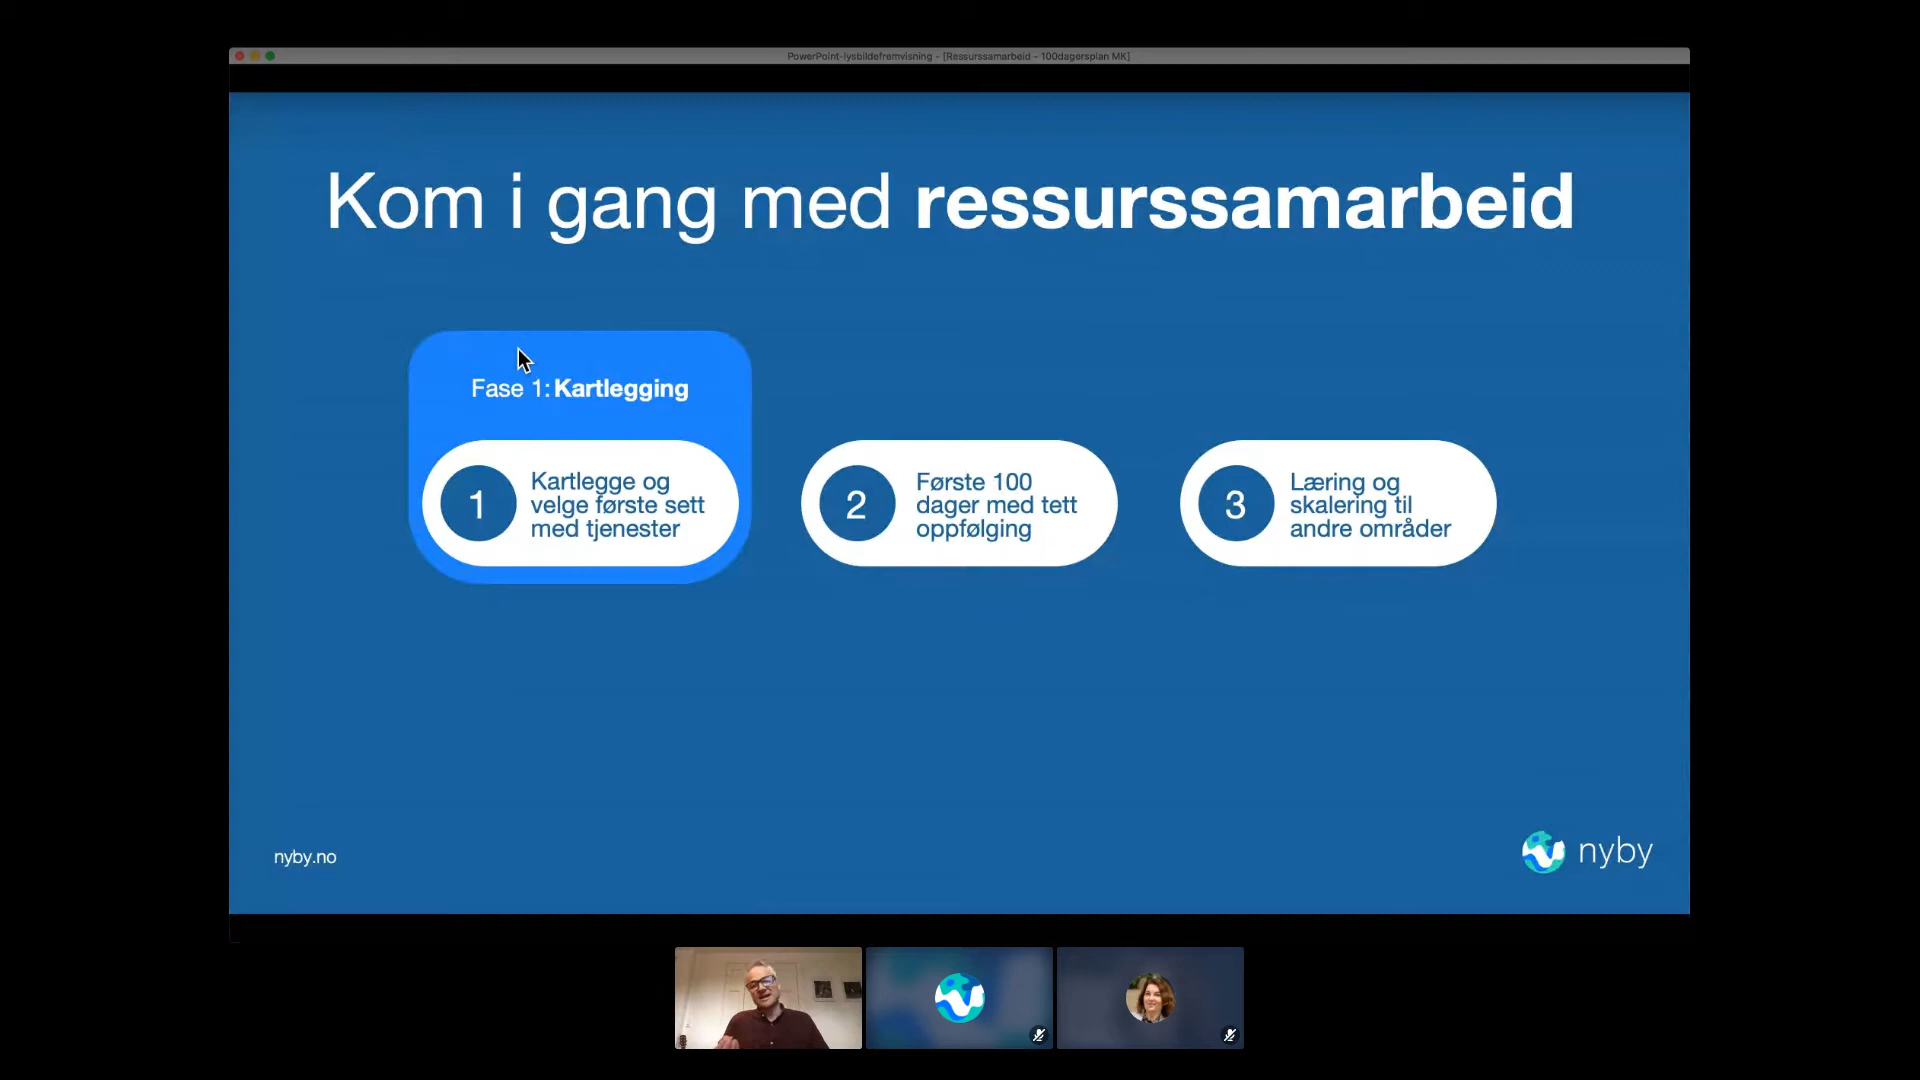 PowerPoint-lysbildefremvisning - [Ressurssamarbeid - 100dagersplan MK]
Kom i gang med ressurssamarbeid
Fase 1: Kartlegging
1
Kartlegge og
velge første sett
med tjenester
2
Første 100
dager med tett
oppfølging
3
Læring og
skalering til
andre områder
nyby.no
nyby